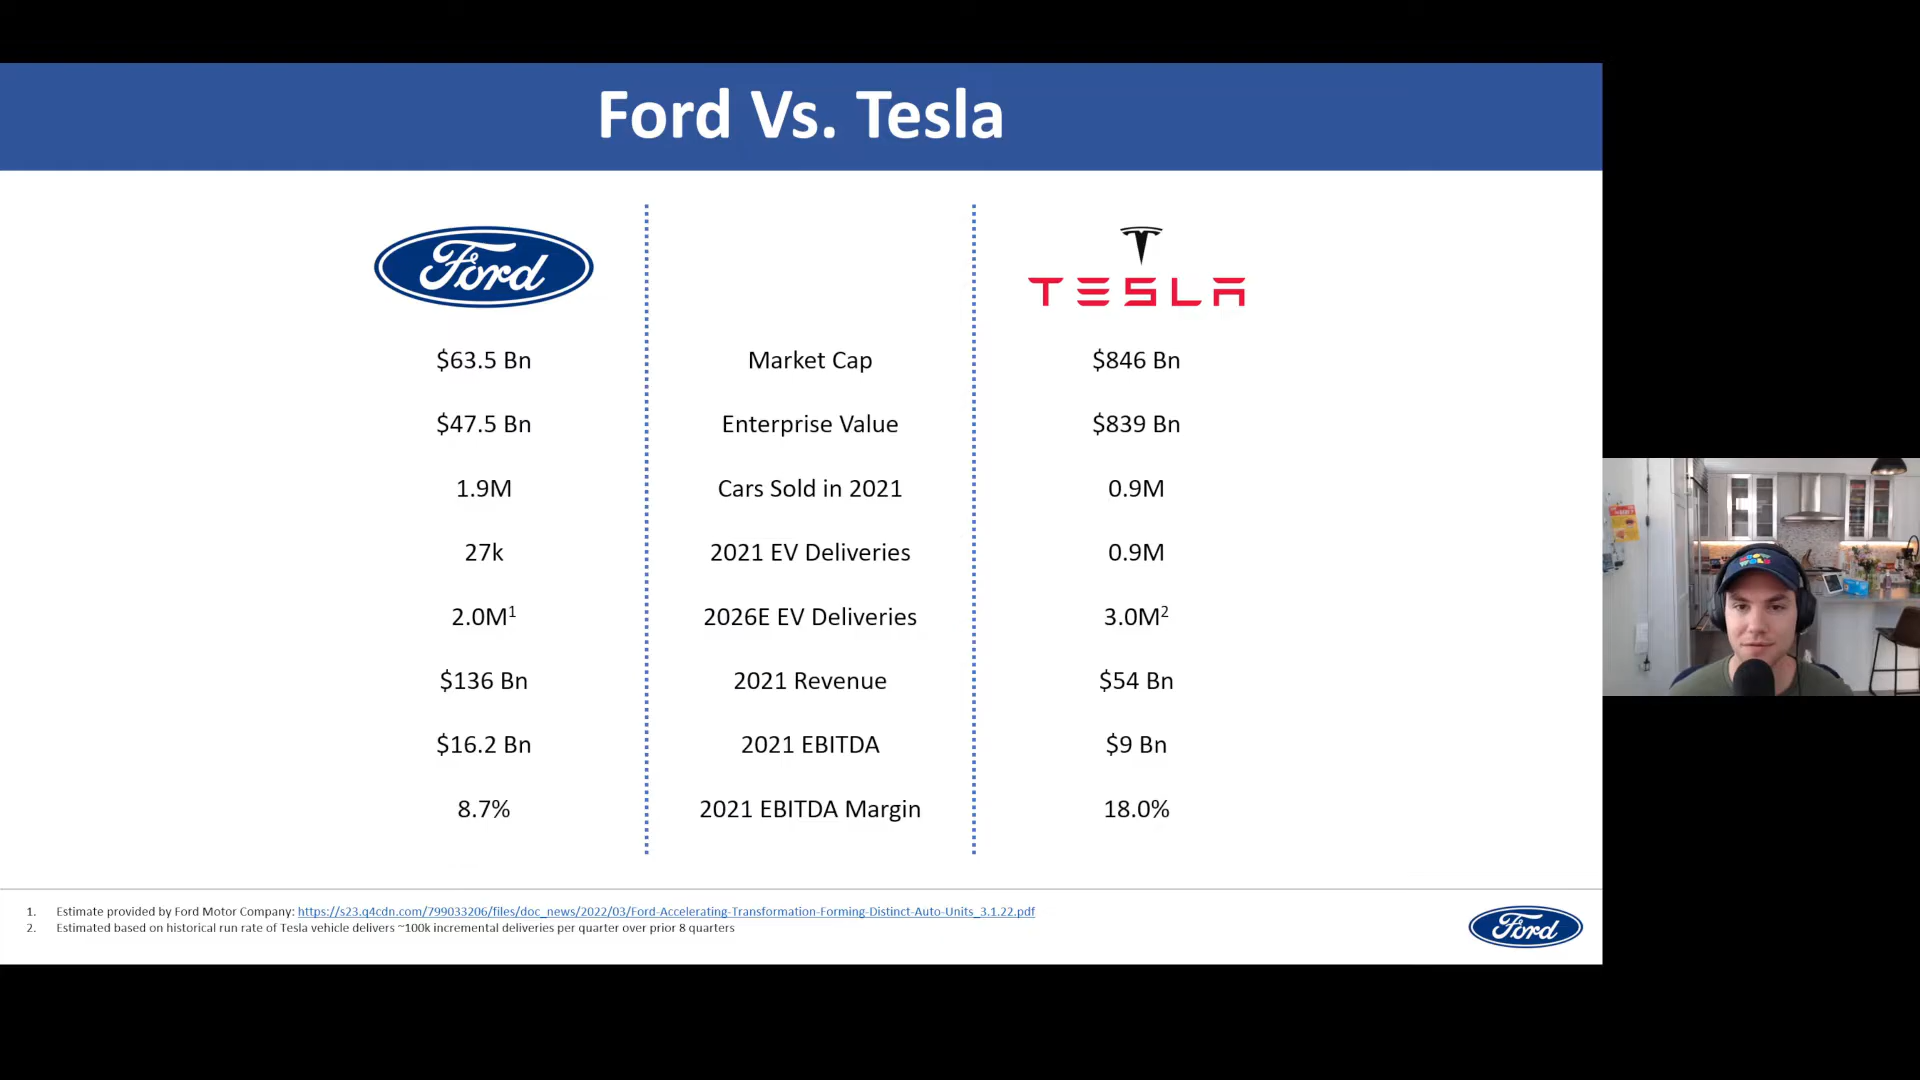 Ford Vs. Tesla
Ford
TESLA
$63.5 Bn Market Cap $846 Bn
$47.5 Bn Enterprise Value $839 Bn
1.9M Cars Sold in 2021 0.9M
27k 2021 EV Deliveries 0.9M
2.0M¹ 2026E EV Deliveries 3.0M²
$136 Bn 2021 Revenue $54 Bn
$16.2 Bn 2021 EBITDA $9 Bn
8.7% 2021 EBITDA Margin 18.0%
1. Estimate provided by Ford Motor Company: https://s23.q4cdn.com/799033206/files/doc_news/2022/03/Ford-Accelerating-Transformation-Forming-Distinct-Auto-Units_3.1.22.pdf
2. Estimated based on historical run rate of Tesla vehicle delivers ~100k incremental deliveries per quarter over prior 8 quarters
Ford